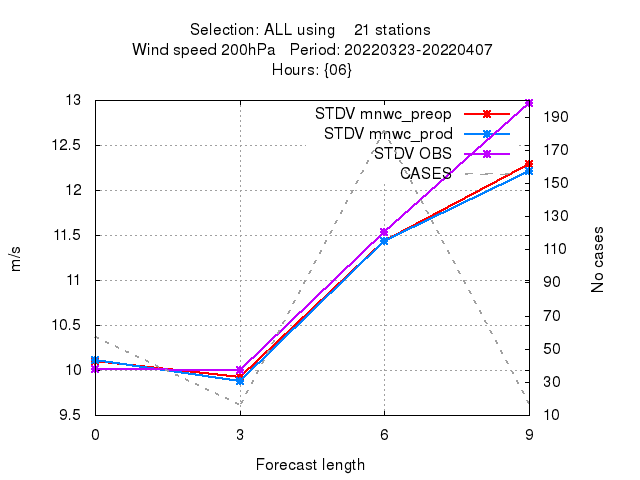 Selection: ALL using 21 stations
Wind speed 200hPa Period: 20220323-20220407
Hours: {06}
STDV mnwc_preop
STDV mnwc_prod
STDV OBS
CASES
13
12.5
12
11.5
11
10.5
10
9.5
190
170
150
130
110
90
70
50
30
10
0 3 6 9
m/s
No cases
Forecast length